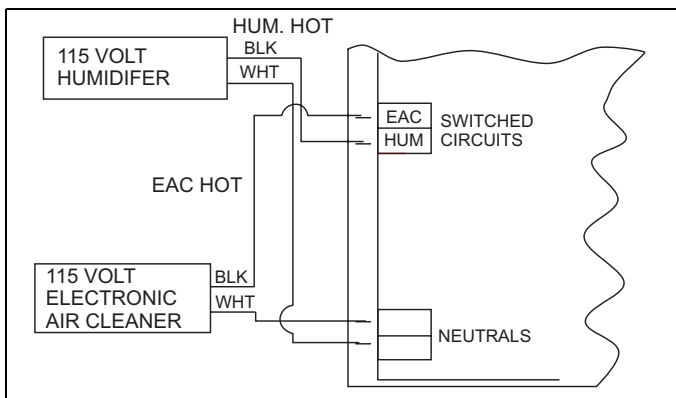 HUM. HOT
115 VOLT
HUMIDIFER
BLK
WHT
EAC
HUM
SWITCHED
CIRCUITS
EAC HOT
115 VOLT
ELECTRONIC
AIR CLEANER
BLK
WHT
NEUTRALS